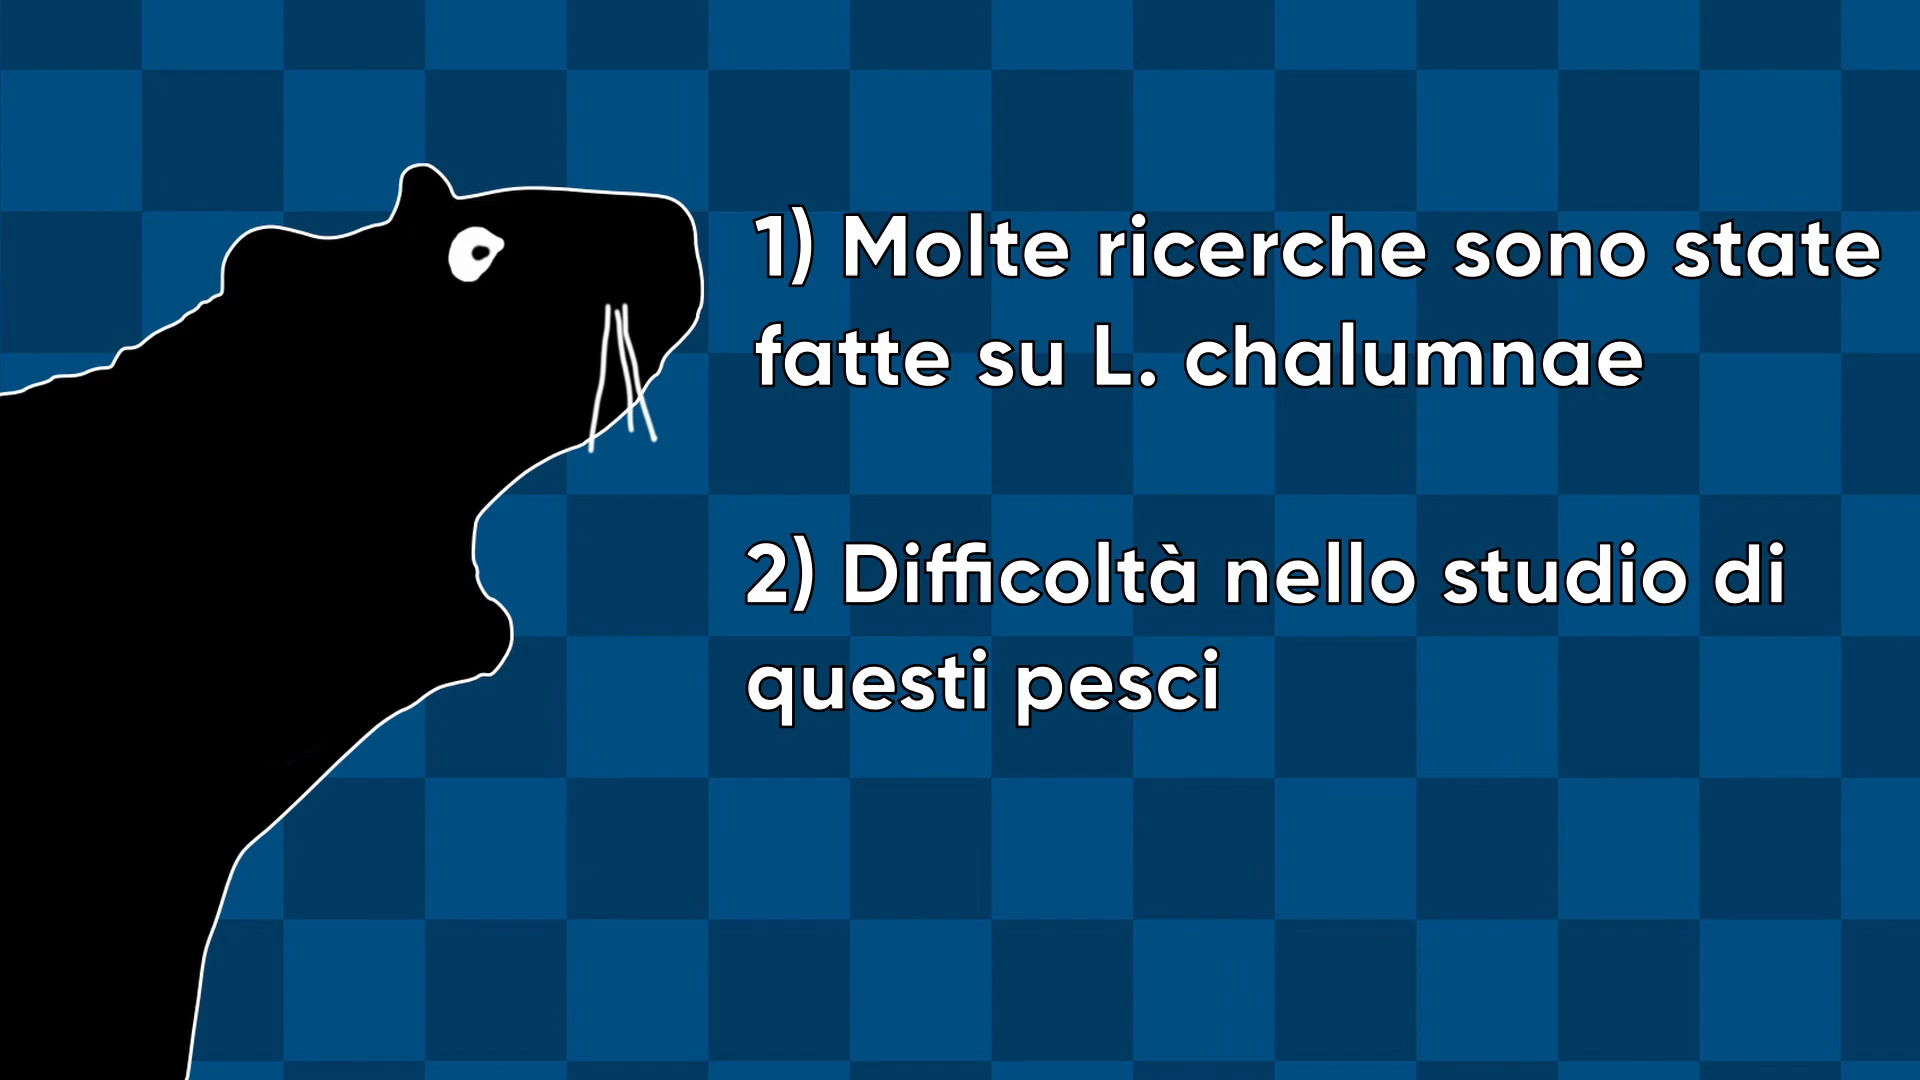 1) Molte ricerche sono state
fatte su L. chalumnae
2) Difficoltà nello studio di
questi pesci